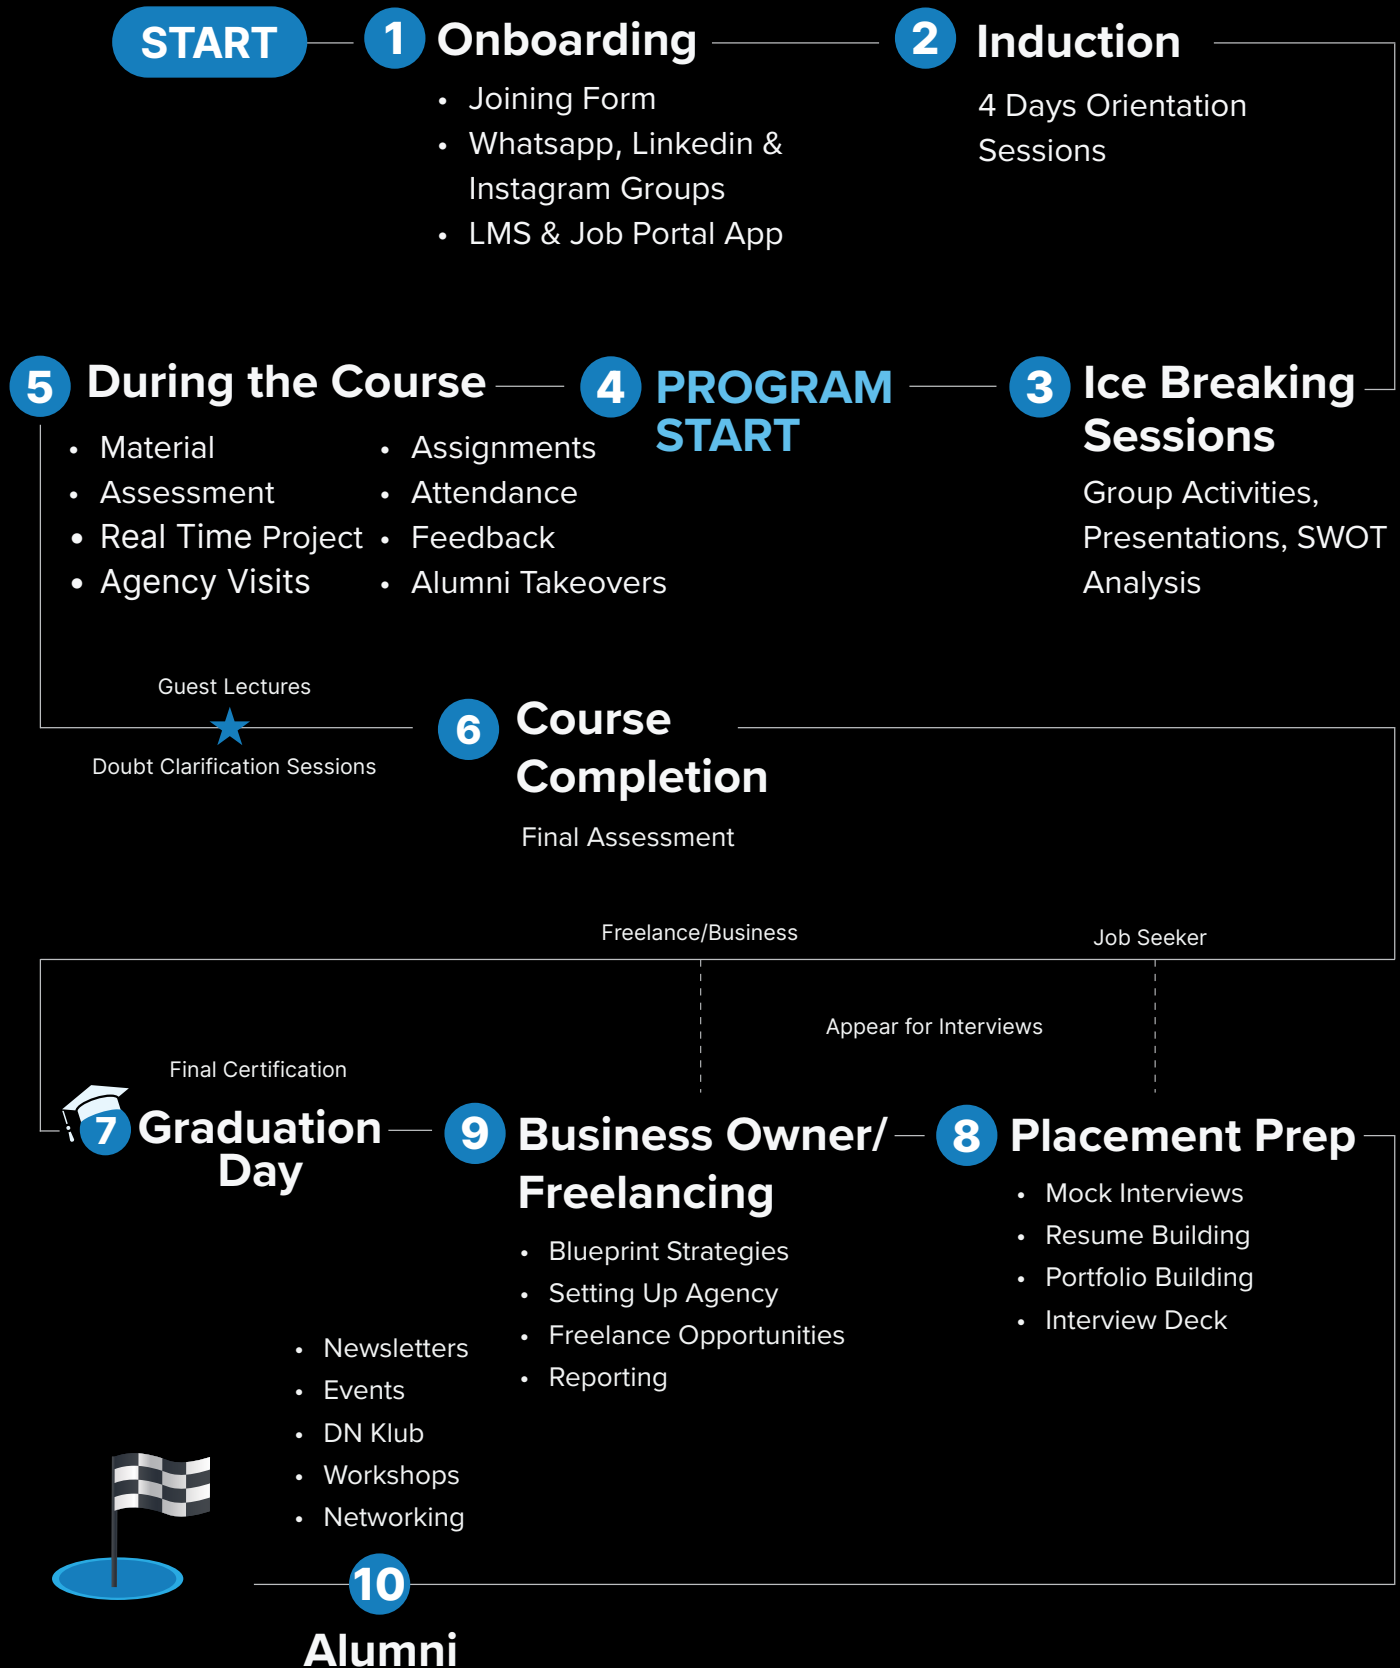 START
1 Onboarding
• Joining Form
• Whatsapp, Linkedin &
Instagram Groups
• LMS & Job Portal App
2 Induction
4 Days Orientation
Sessions
3 Ice Breaking
Sessions
Group Activities,
Presentations, SWOT
Analysis
4 PROGRAM
START
5 During the Course
• Material
• Assessment
• Real Time Project
• Agency Visits
• Assignments
• Attendance
• Feedback
• Alumni Takeovers
Guest Lectures
Doubt Clarification Sessions
6 Course
Completion
Final Assessment
Freelance/Business
Job Seeker
Appear for Interviews
Final Certification
7 Graduation
Day
9 Business Owner/
Freelancing
• Blueprint Strategies
• Setting Up Agency
• Freelance Opportunities
• Reporting
8 Placement Prep
• Mock Interviews
• Resume Building
• Portfolio Building
• Interview Deck
• Newsletters
• Events
• DN Klub
• Workshops
• Networking
10
Alumni